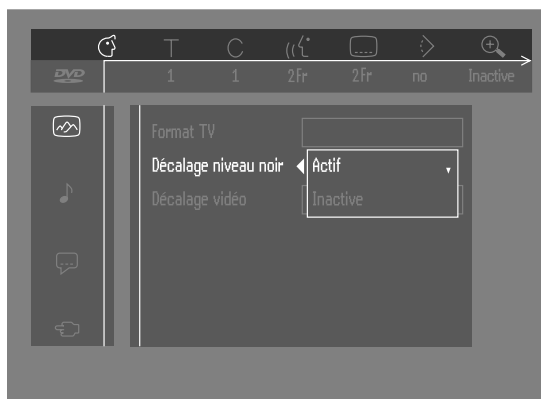 T C
DVD 1 1 2Fr 2Fr no Inactive
Format TV
Décalage niveau noir Actif
Décalage vidéo Inactive